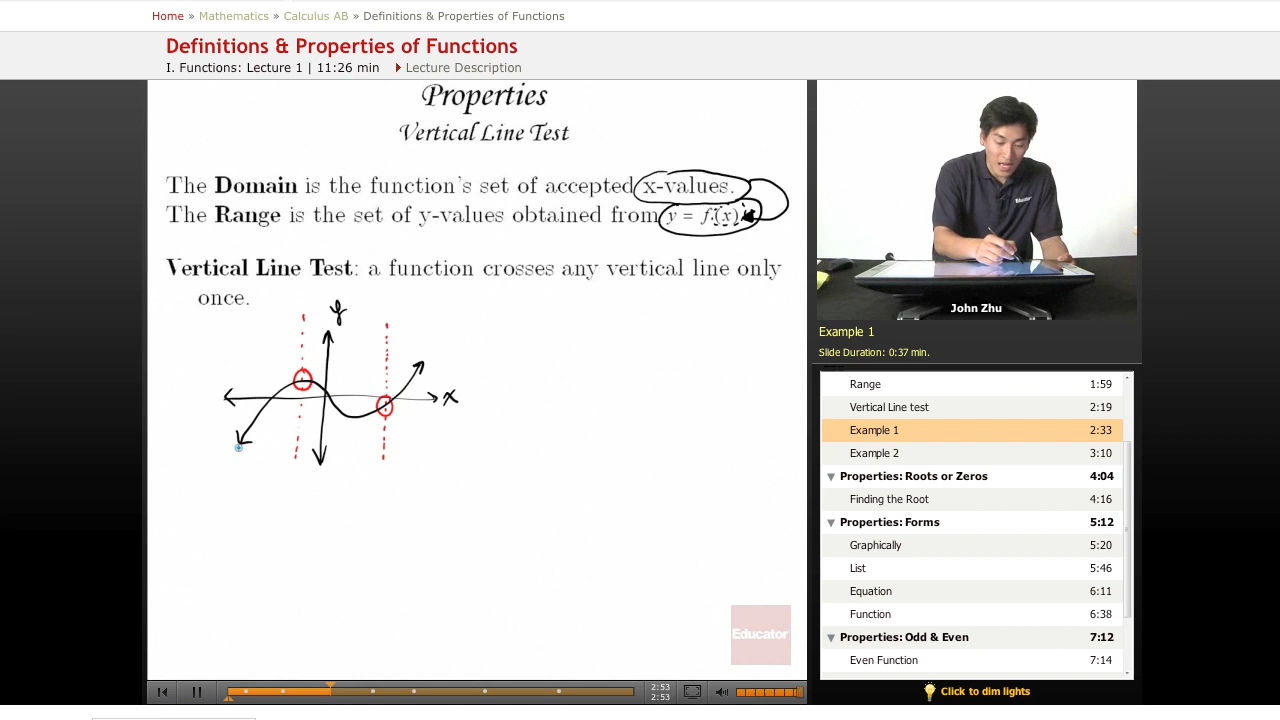 Home » Mathematics » Calculus AB » Definitions & Properties of Functions
Definitions & Properties of Functions
I. Functions: Lecture 1 | 11:26 min Lecture Description
Properties
Vertical Line Test
The Domain is the function's set of accepted x-values.
The Range is the set of y-values obtained from y = f(x)
Vertical Line Test: a function crosses any vertical line only
once.
y
x
Educator
John Zhu
Example 1
Slide Duration: 0:37 min.
Range 1:59
Vertical Line test 2:19
Example 1 2:33
Example 2 3:10
Properties: Roots or Zeros 4:04
Finding the Root 4:16
Properties: Forms 5:12
Graphically 5:20
List 5:46
Equation 6:11
Function 6:38
Properties: Odd & Even 7:12
Even Function 7:14
2:53
2:53
Click to dim lights